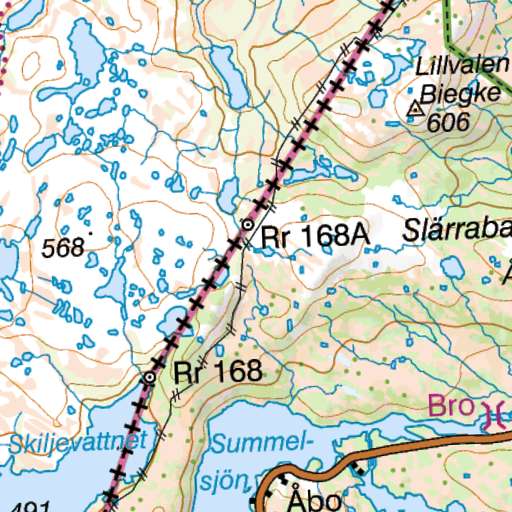 Lillvalen
Biegke
606
Rr 168A
Slärraba
568
Rr 168
Bro
Skiljevattnet
Summel-
sjön
491
Åbo